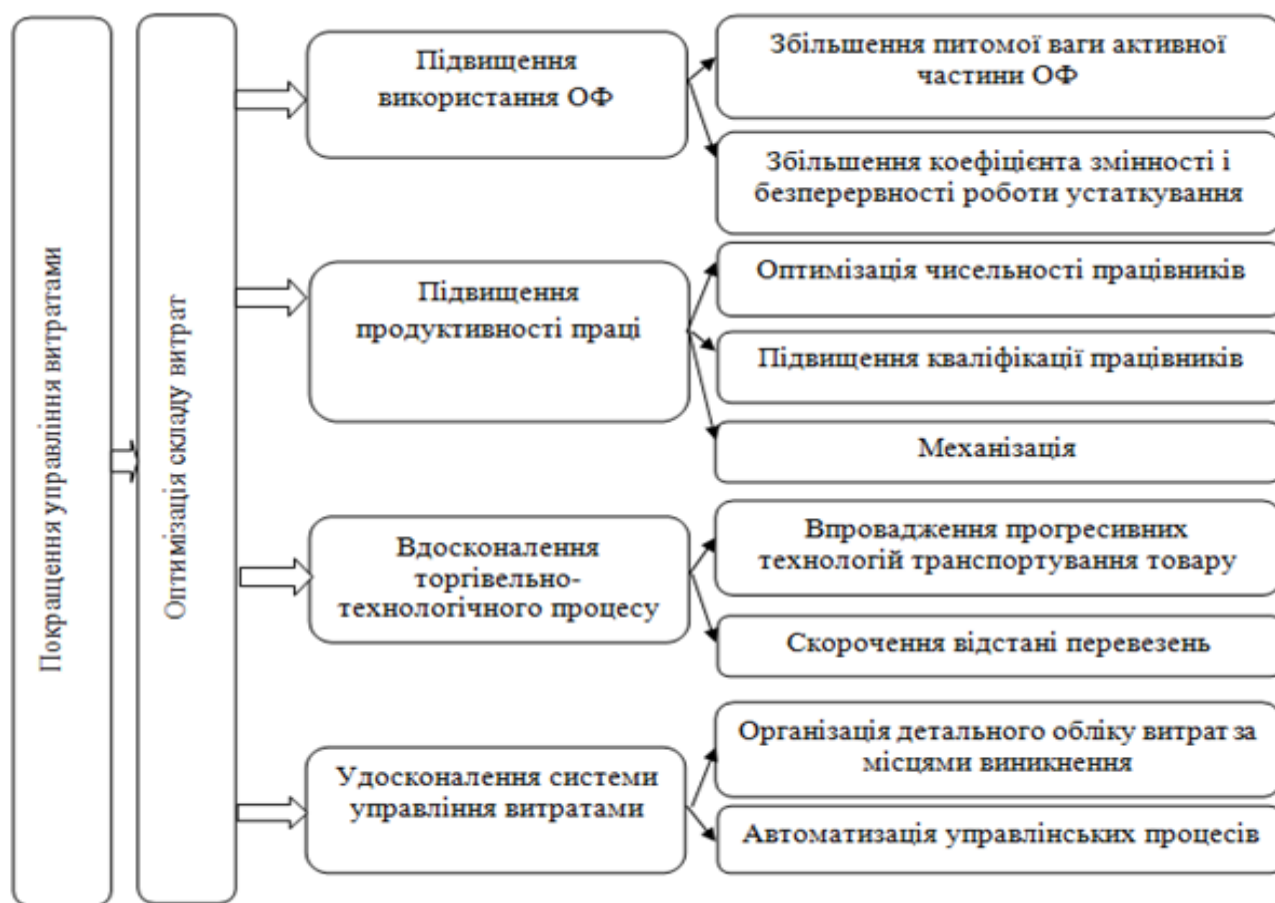 Покращення управління витратами
Оптимізація складу витрат
Підвищення
використання ОФ
Збільшення питомої ваги активної
частини ОФ
Збільшення коефіцієнта змінності і
безперервності роботи устаткування
Підвищення
продуктивності праці
Оптимізація чисельності працівників
Підвищення кваліфікації працівників
Механізація
Вдосконалення
торгівельно-
технологічного процесу
Впровадження прогресивних
технологій транспортування товару
Скорочення відстані перевезень
Удосконалення системи
управління витратами
Організація детального обліку витрат за
місцями виникнення
Автоматизація управлінських процесів